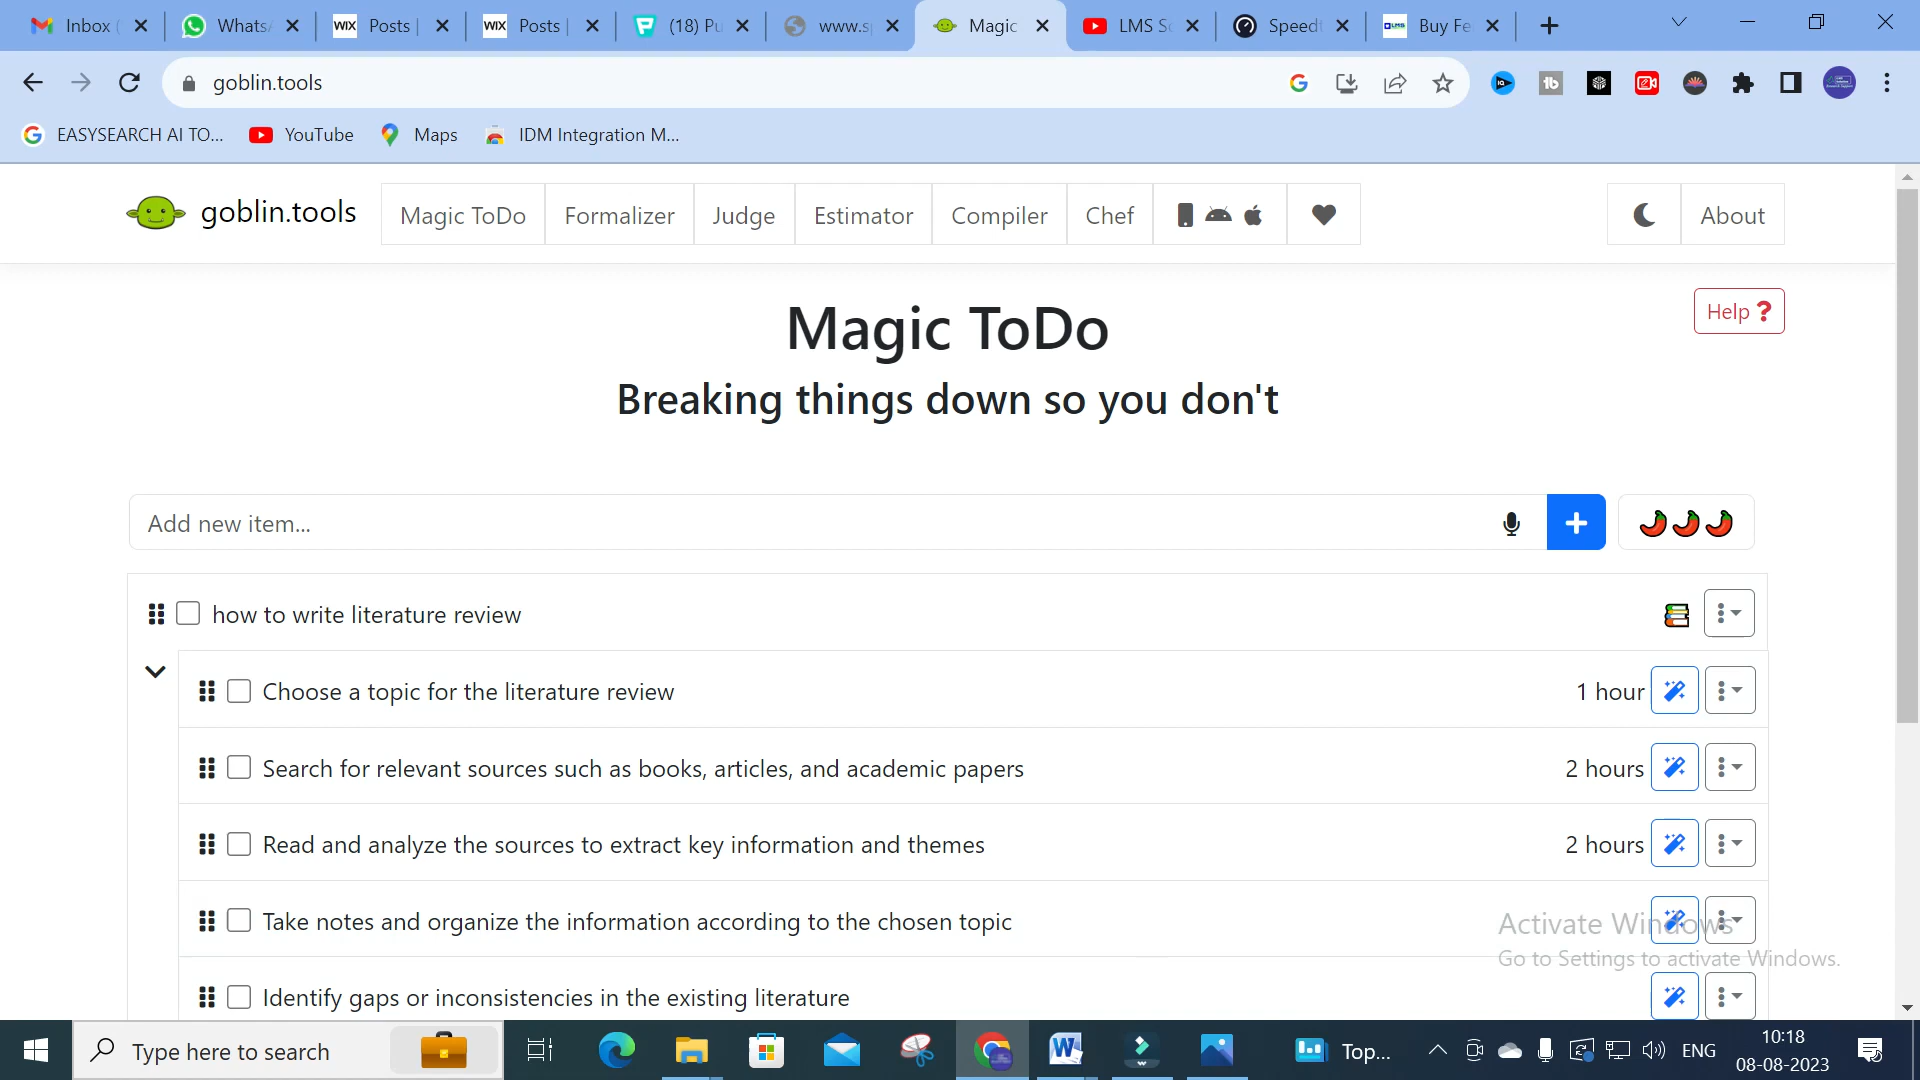 Inbox (
Whats
WIX Posts |
WIX Posts |
(18) Pu
www.s
Magic
LMS Sc
Speedt
Buy Fe
goblin.tools
EASYSEARCH AI TO...
YouTube
Maps
IDM Integration M...
goblin.tools
Magic ToDo
Formalizer
Judge
Estimator
Compiler
Chef
About
Magic ToDo
Help ?
Breaking things down so you don't
Add new item...
how to write literature review
Choose a topic for the literature review 1 hour
Search for relevant sources such as books, articles, and academic papers 2 hours
Read and analyze the sources to extract key information and themes 2 hours
Take notes and organize the information according to the chosen topic
Activate Windows
Go to Settings to activate Windows.
Identify gaps or inconsistencies in the existing literature
Type here to search
Top...
ENG
10:18
08-08-2023